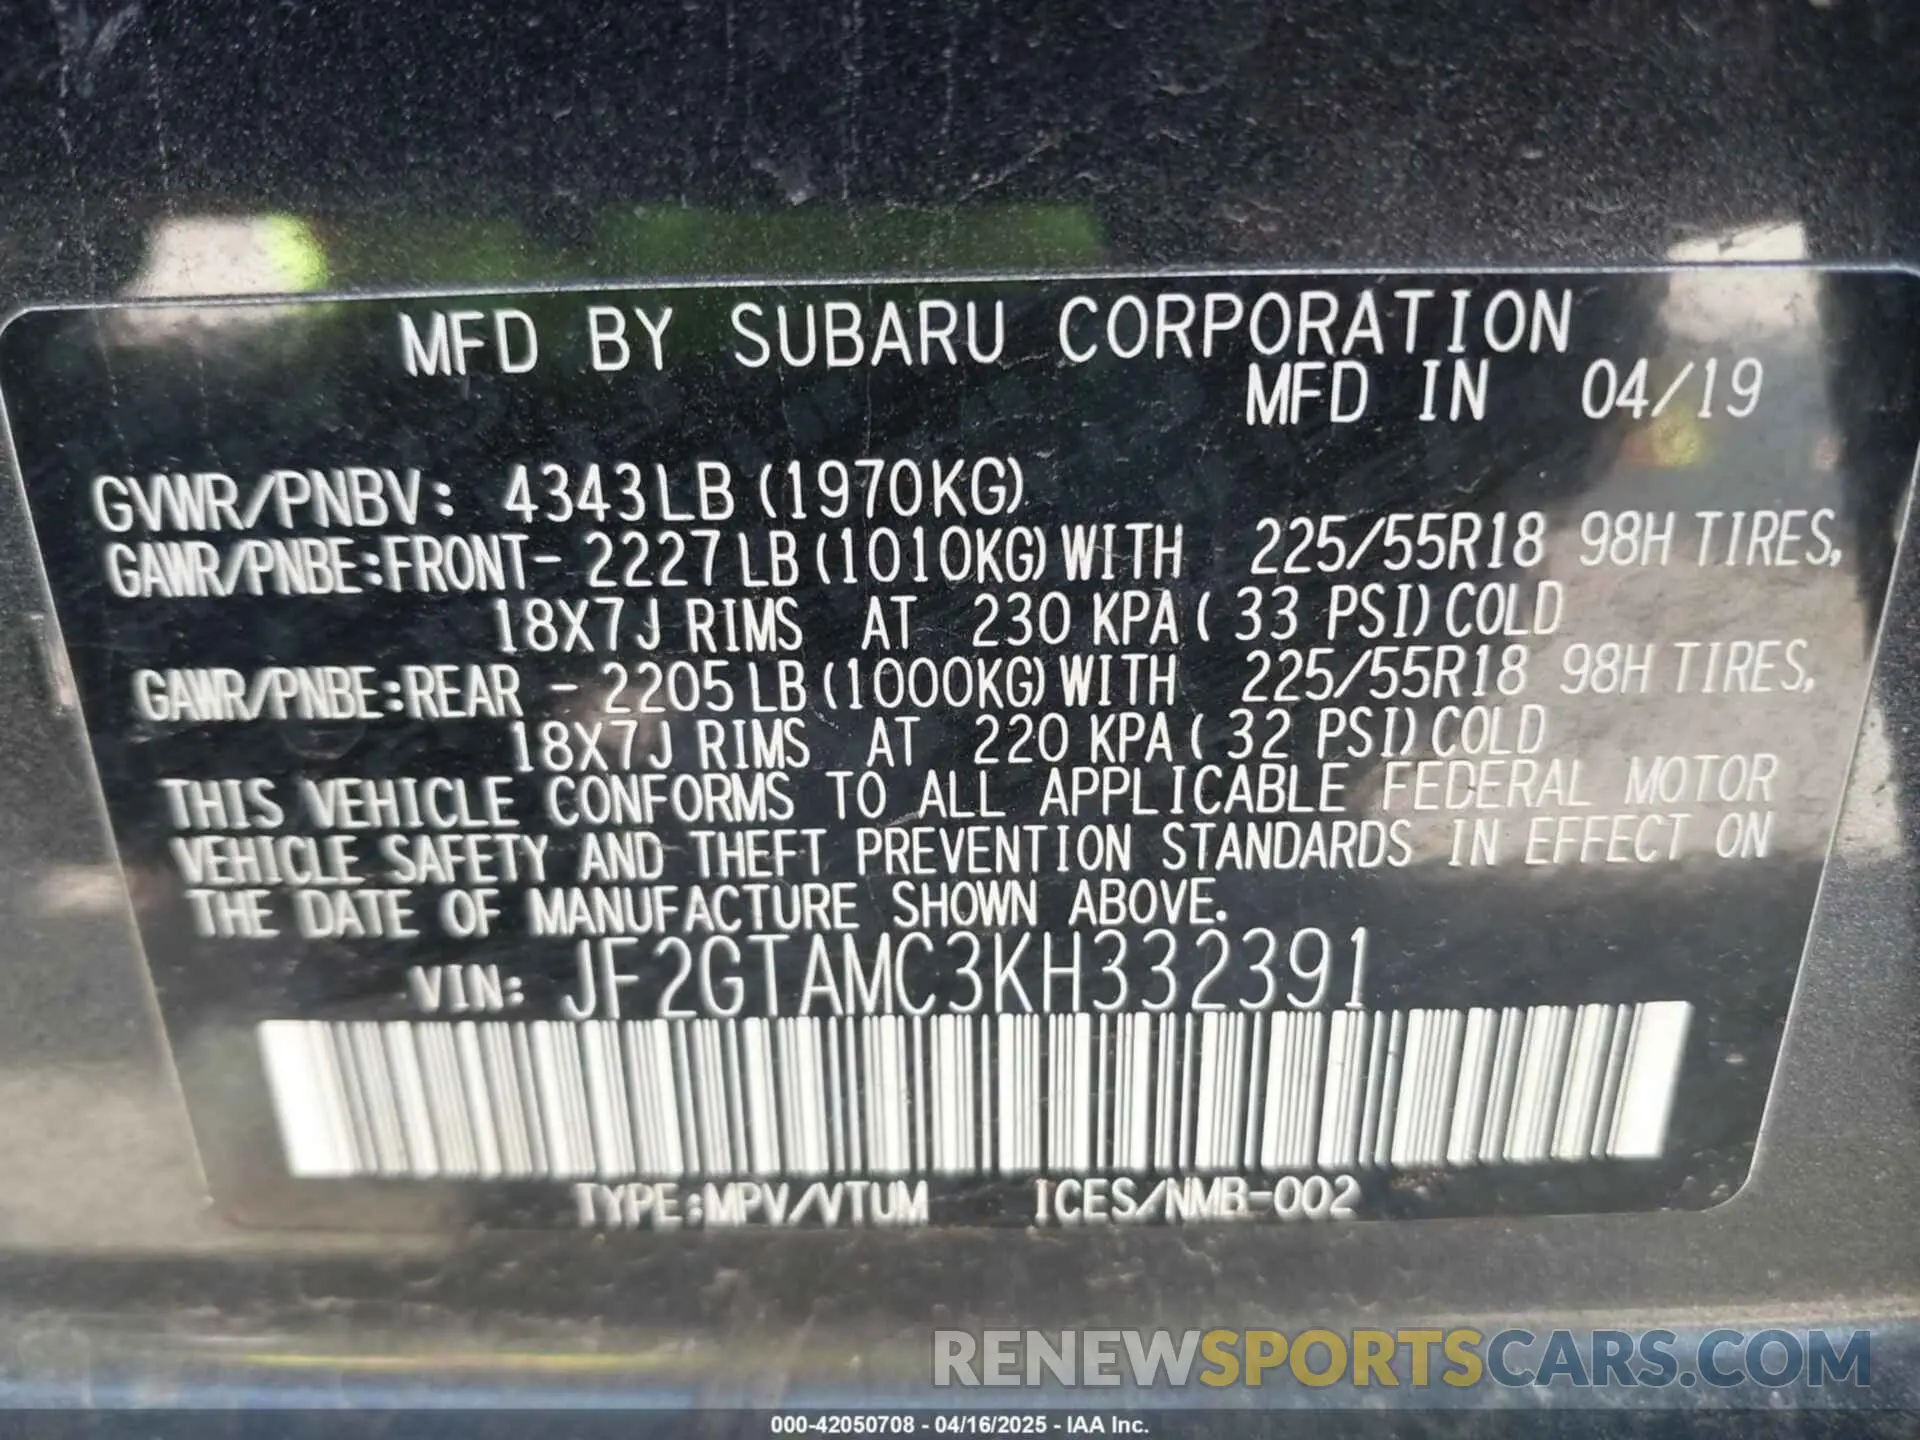 MFD BY SUBARU CORPORATION
MFD IN 04/19
GVWR/PNBV: 4343LB (1970KG)
GAWR/PNBE:FRONT- 2227LB(1010KG)WITH 225/55R18 98H TIRES,
18X7J RIMS AT 230 KPA( 33 PSI)COLD
GAWR/PNBE:REAR - 2205LB(1000KG)WITH 225/55R18 98H TIRES,
18X7J RIMS AT 220 KPA( 32 PSI)COLD
THIS VEHICLE CONFORMS TO ALL APPLICABLE FEDERAL MOTOR
VEHICLE SAFETY AND THEFT PREVENTION STANDARDS IN EFFECT ON
THE DATE OF MANUFACTURE SHOWN ABOVE.
VIN: JF2GTAMC3KH332391
TYPE:MPV/VTUM ICES/NMB-002
RENEWSPORTSCARS.COM
000-42050708 - 04/16/2025 - IAA Inc.